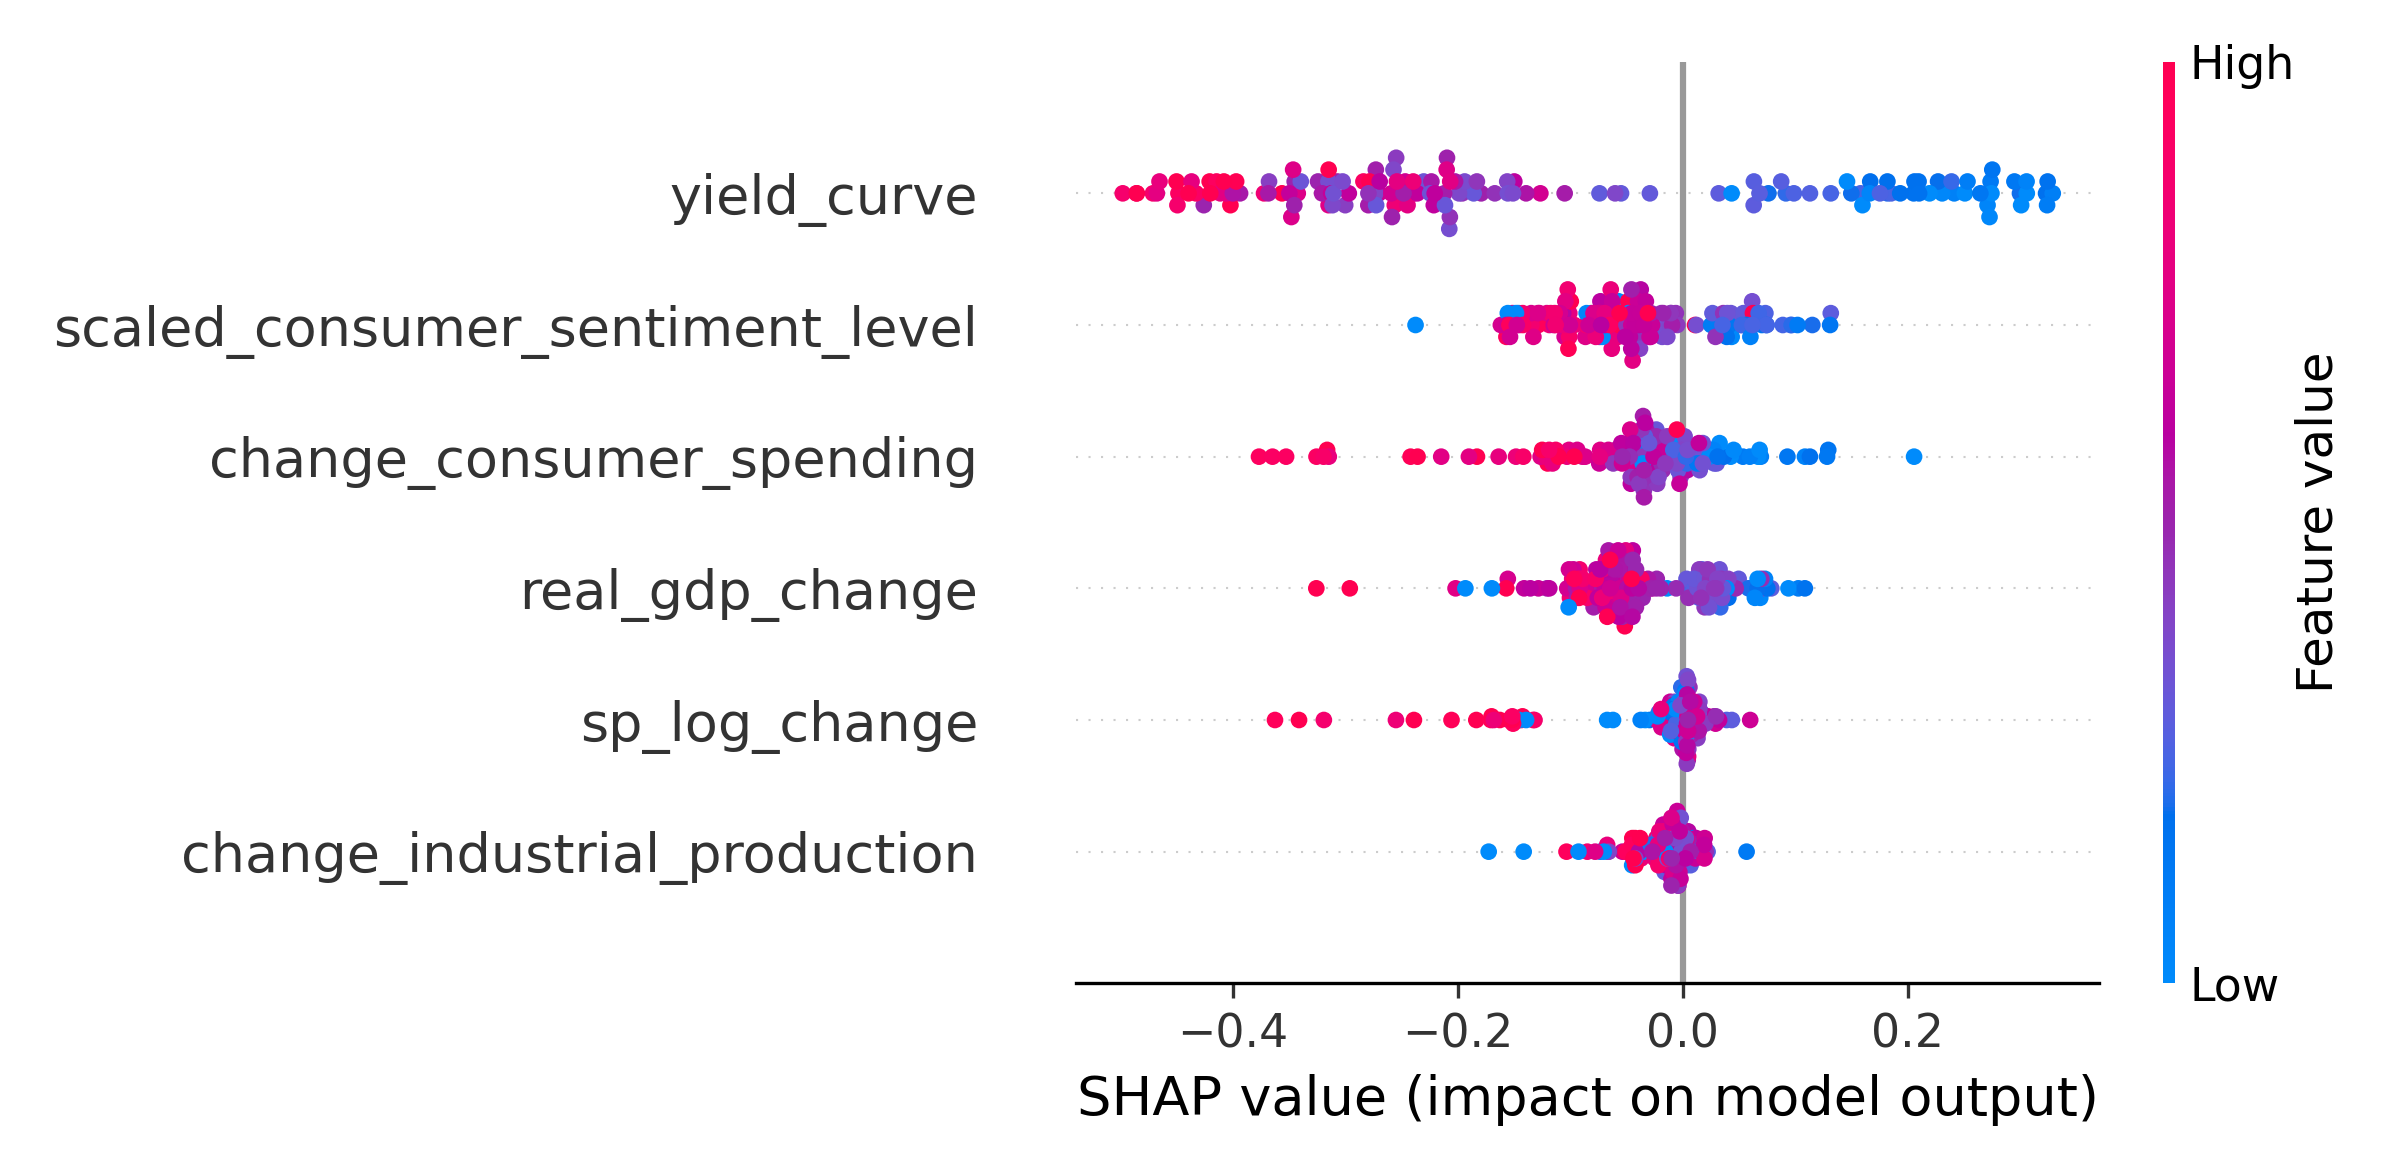 High
yield_curve
scaled_consumer_sentiment_level
change_consumer_spending
real_gdp_change
sp_log_change
change_industrial_production
Low
Feature value
−0.4 −0.2 0.0 0.2
SHAP value (impact on model output)